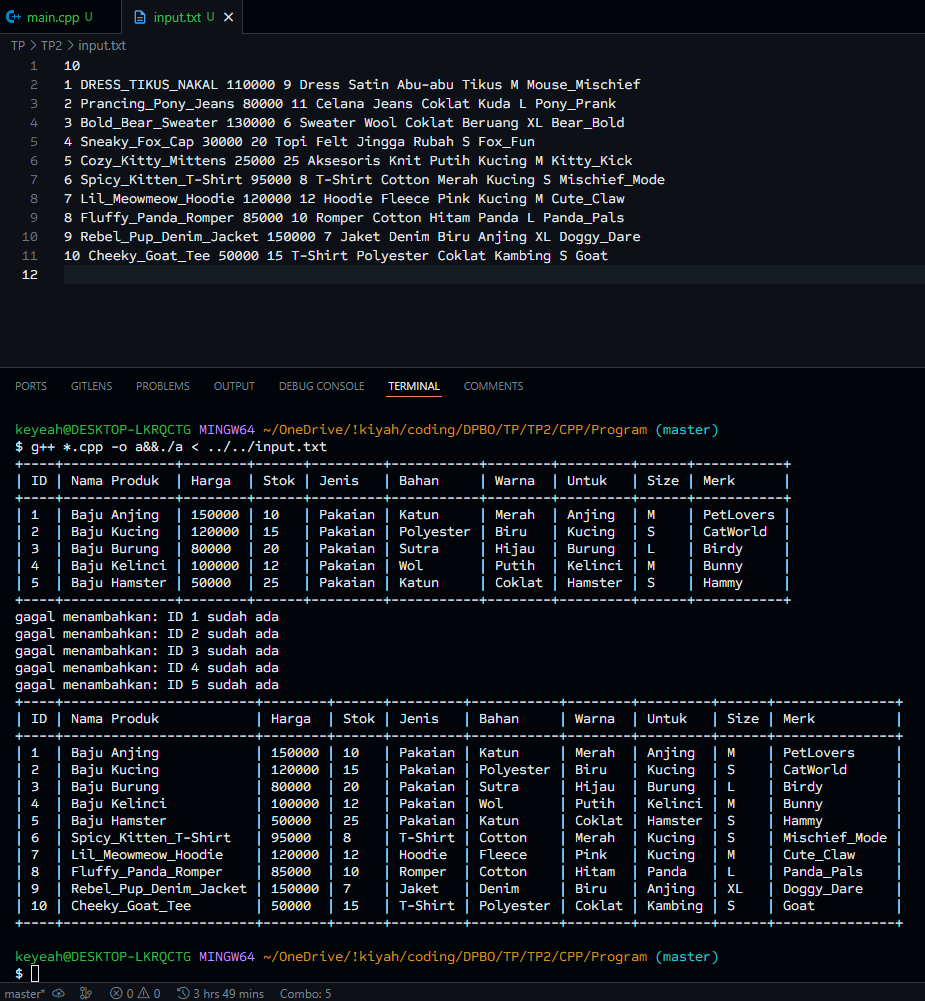 main.cpp U input.txt U
TP > TP2 > input.txt
1 10
2 1 DRESS_TIKUS_NAKAL 110000 9 Dress Satin Abu-abu Tikus M Mouse_Mischief
3 2 Prancing_Pony_Jeans 80000 11 Celana Jeans Coklat Kuda L Pony_Prank
4 3 Bold_Bear_Sweater 130000 6 Sweater Wool Coklat Beruang XL Bear_Bold
5 4 Sneaky_Fox_Cap 30000 20 Topi Felt Jingga Rubah S Fox_Fun
6 5 Cozy_Kitty_Mittens 25000 25 Aksesoris Knit Putih Kucing M Kitty_Kick
7 6 Spicy_Kitten_T-Shirt 95000 8 T-Shirt Cotton Merah Kucing S Mischief_Mode
8 7 Lil_Meowmeow_Hoodie 120000 12 Hoodie Fleece Pink Kucing M Cute_Claw
9 8 Fluffy_Panda_Romper 85000 10 Romper Cotton Hitam Panda L Panda_Pals
10 9 Rebel_Pup_Denim_Jacket 150000 7 Jaket Denim Biru Anjing XL Doggy_Dare
11 10 Cheeky_Goat_Tee 50000 15 T-Shirt Polyester Coklat Kambing S Goat
12
PORTS GITLENS PROBLEMS OUTPUT DEBUG CONSOLE TERMINAL COMMENTS
keyeah@DESKTOP-LKRQCTG MINGW64 ~/OneDrive/!kiyah/coding/DPBO/TP/TP2/CPP/Program (master)
$ g++ *.cpp -o a&&./a < ../../input.txt
+----+--------------+--------+------+---------+-----------+--------+---------+------+-----------+
| ID | Nama Produk  | Harga  | Stok | Jenis   | Bahan     | Warna  | Untuk   | Size | Merk      |
+----+--------------+--------+------+---------+-----------+--------+---------+------+-----------+
| 1  | Baju Anjing  | 150000 | 10   | Pakaian | Katun     | Merah  | Anjing  | M    | PetLovers |
| 2  | Baju Kucing  | 120000 | 15   | Pakaian | Polyester | Biru   | Kucing  | S    | CatWorld  |
| 3  | Baju Burung  | 80000  | 20   | Pakaian | Sutra     | Hijau  | Burung  | L    | Birdy     |
| 4  | Baju Kelinci | 100000 | 12   | Pakaian | Wol       | Putih  | Kelinci | M    | Bunny     |
| 5  | Baju Hamster | 50000  | 25   | Pakaian | Katun     | Coklat | Hamster | S    | Hammy     |
+----+--------------+--------+------+---------+-----------+--------+---------+------+-----------+
gagal menambahkan: ID 1 sudah ada
gagal menambahkan: ID 2 sudah ada
gagal menambahkan: ID 3 sudah ada
gagal menambahkan: ID 4 sudah ada
gagal menambahkan: ID 5 sudah ada
+----+------------------------+--------+------+---------+-----------+--------+---------+------+---------------+
| ID | Nama Produk            | Harga  | Stok | Jenis   | Bahan     | Warna  | Untuk   | Size | Merk          |
+----+------------------------+--------+------+---------+-----------+--------+---------+------+---------------+
| 1  | Baju Anjing            | 150000 | 10   | Pakaian | Katun     | Merah  | Anjing  | M    | PetLovers     |
| 2  | Baju Kucing            | 120000 | 15   | Pakaian | Polyester | Biru   | Kucing  | S    | CatWorld      |
| 3  | Baju Burung            | 80000  | 20   | Pakaian | Sutra     | Hijau  | Burung  | L    | Birdy         |
| 4  | Baju Kelinci           | 100000 | 12   | Pakaian | Wol       | Putih  | Kelinci | M    | Bunny         |
| 5  | Baju Hamster           | 50000  | 25   | Pakaian | Katun     | Coklat | Hamster | S    | Hammy         |
| 6  | Spicy_Kitten_T-Shirt   | 95000  | 8    | T-Shirt | Cotton    | Merah  | Kucing  | S    | Mischief_Mode |
| 7  | Lil_Meowmeow_Hoodie    | 120000 | 12   | Hoodie  | Fleece    | Pink   | Kucing  | M    | Cute_Claw     |
| 8  | Fluffy_Panda_Romper    | 85000  | 10   | Romper  | Cotton    | Hitam  | Panda   | L    | Panda_Pals    |
| 9  | Rebel_Pup_Denim_Jacket | 150000 | 7    | Jaket   | Denim     | Biru   | Anjing  | XL   | Doggy_Dare    |
| 10 | Cheeky_Goat_Tee        | 50000  | 15   | T-Shirt | Polyester | Coklat | Kambing | S    | Goat          |
+----+------------------------+--------+------+---------+-----------+--------+---------+------+---------------+
keyeah@DESKTOP-LKRQCTG MINGW64 ~/OneDrive/!kiyah/coding/DPBO/TP/TP2/CPP/Program (master)
$
master* 0 0 3 hrs 49 mins Combo: 5